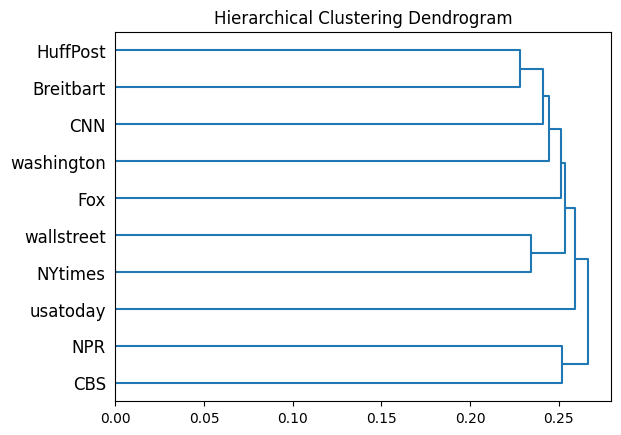 Hierarchical Clustering Dendrogram
HuffPost
Breitbart
CNN
washington
Fox
wallstreet
NYtimes
usatoday
NPR
CBS
0.00 0.05 0.10 0.15 0.20 0.25